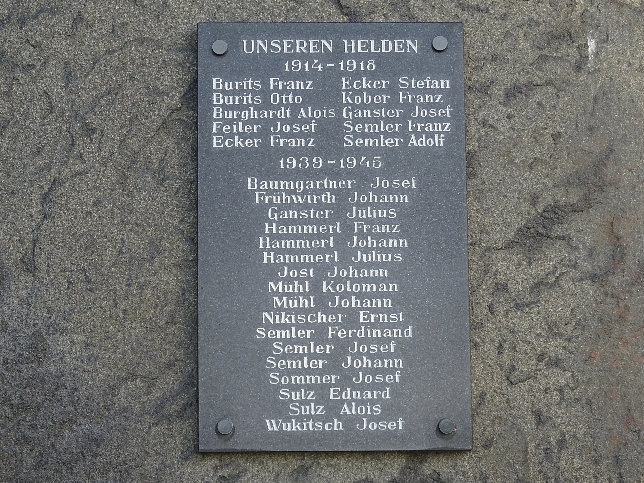 UNSEREN HELDEN
1914-1918
Burits Franz Ecker Stefan
Burits Otto Kober Franz
Burghardt Alois Ganster Josef
Feiler Josef Semler Franz
Ecker Franz Semler Adolf
1939-1945
Baumgartner Josef
Frühwirth Johann
Ganster Julius
Hammerl Franz
Hammerl Johann
Hammerl Julius
Jost Johann
Mühl Koloman
Mühl Johann
Nikischer Ernst
Semler Ferdinand
Semler Josef
Semler Johann
Sommer Josef
Sulz Eduard
Sulz Alois
Wukitsch Josef